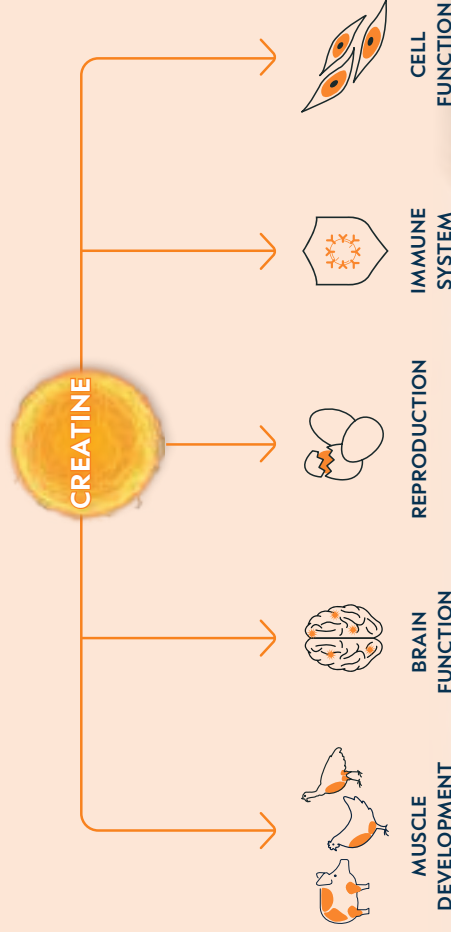 CREATINE
MUSCLE
DEVELOPMENT
BRAIN
FUNCTION
REPRODUCTION
IMMUNE
SYSTEM
CELL
FUNCTION